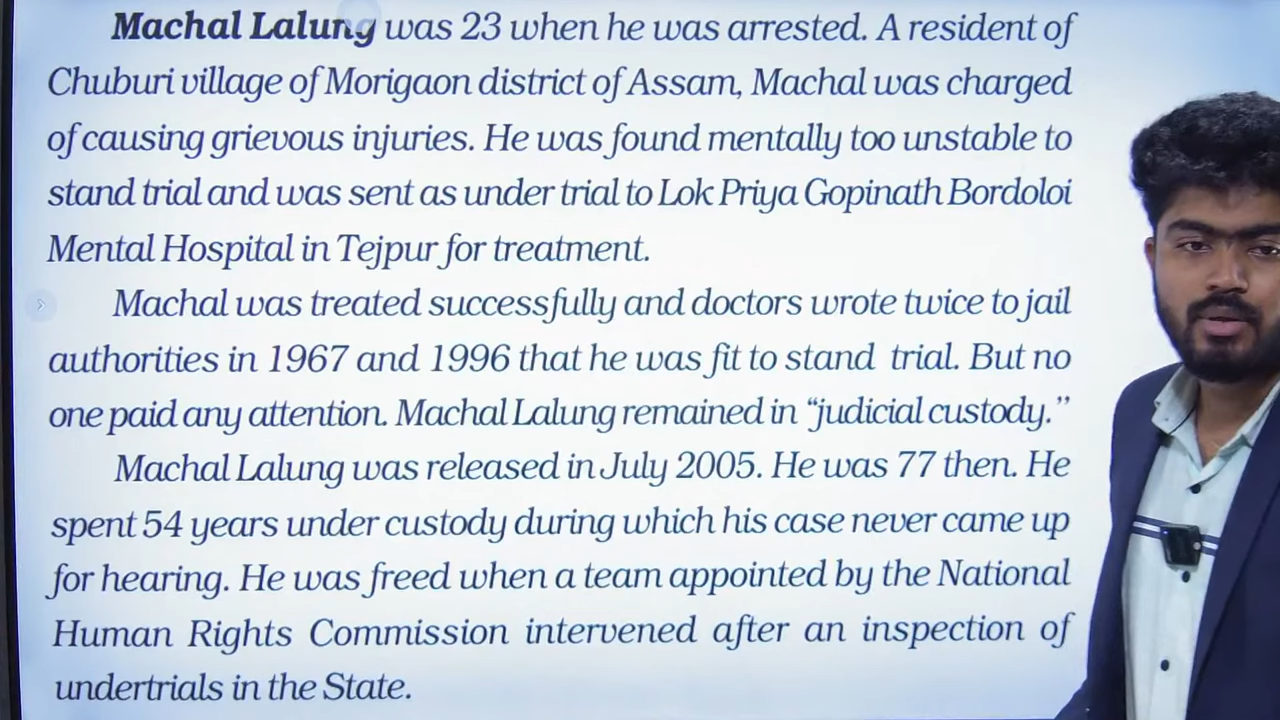 Machal Lalung was 23 when he was arrested. A resident of
Chuburi village of Morigaon district of Assam, Machal was charged
of causing grievous injuries. He was found mentally too unstable to
stand trial and was sent as under trial to Lok Priya Gopinath Bordoloi
Mental Hospital in Tejpur for treatment.
Machal was treated successfully and doctors wrote twice to jail
authorities in 1967 and 1996 that he was fit to stand trial. But no
one paid any attention. Machal Lalung remained in “judicial custody.”
Machal Lalung was released in July 2005. He was 77 then. He
spent 54 years under custody during which his case never came up
for hearing. He was freed when a team appointed by the National
Human Rights Commission intervened after an inspection of
undertrials in the State.